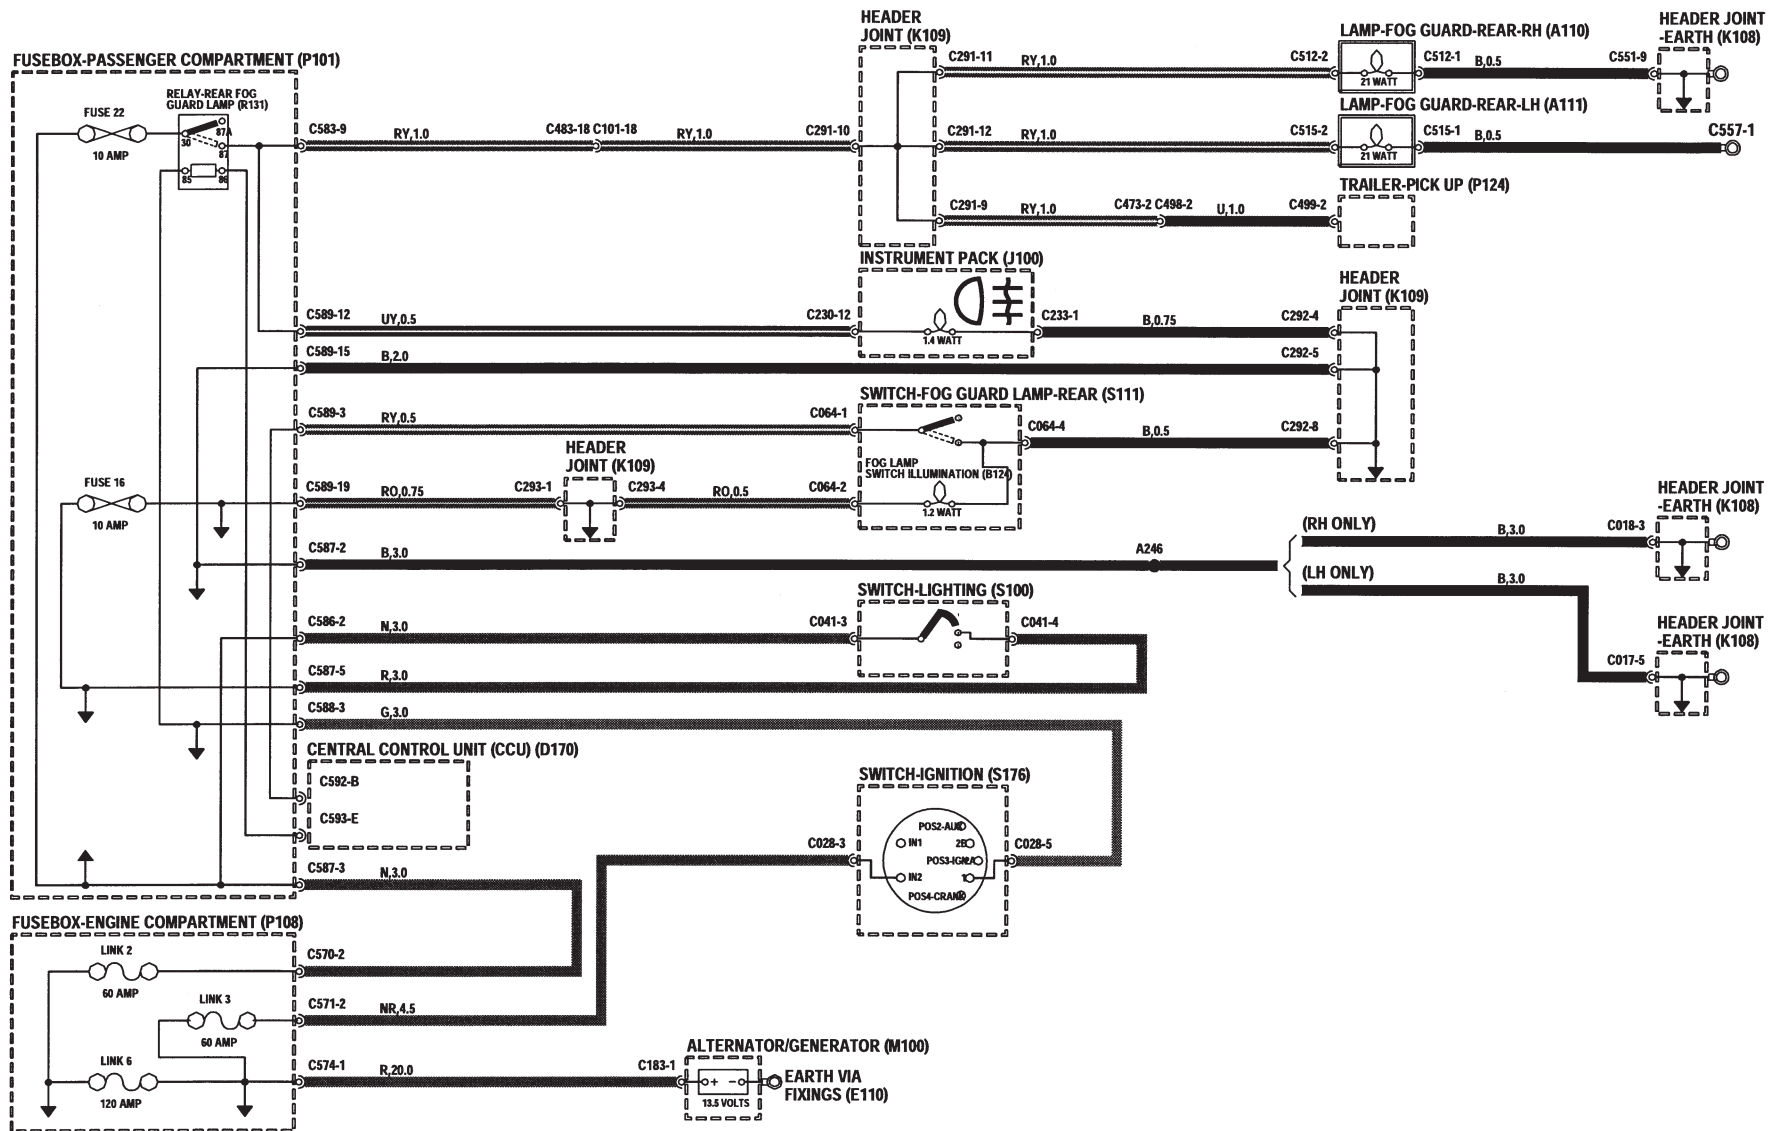 HEADER
JOINT (K109)
LAMP-FOG GUARD-REAR-RH (A110)
HEADER JOINT
-EARTH (K108)
FUSEBOX-PASSENGER COMPARTMENT (P101)
C291-11
RY,1.0
C512-2
21 WATT
C512-1
B,0.5
C551-9
RELAY-REAR FOG
GUARD LAMP (R131)
FUSE 22
10 AMP
87A
30
87
85
86
LAMP-FOG GUARD-REAR-LH (A111)
C583-9
RY,1.0
C483-18 C101-18
RY,1.0
C291-10
C291-12
RY,1.0
C515-2
21 WATT
C515-1
B,0.5
C557-1
TRAILER-PICK UP (P124)
C291-9
RY,1.0
C473-2 C498-2
U,1.0
C499-2
INSTRUMENT PACK (J100)
HEADER
JOINT (K109)
C589-12
UY,0.5
C230-12
1.4 WATT
C233-1
B,0.75
C292-4
C589-15
B,2.0
C292-5
SWITCH-FOG GUARD LAMP-REAR (S111)
C589-3
RY,0.5
C064-1
C064-4
B,0.5
C292-8
FOG LAMP
SWITCH ILLUMINATION (B124)
1.2 WATT
HEADER
JOINT (K109)
FUSE 16
10 AMP
C589-19
RO,0.75
C293-1
C293-4
RO,0.5
C064-2
HEADER JOINT
-EARTH (K108)
C587-2
B,3.0
A246
(RH ONLY)
B,3.0
C018-3
(LH ONLY)
B,3.0
SWITCH-LIGHTING (S100)
C586-2
N,3.0
C041-3
C041-4
HEADER JOINT
-EARTH (K108)
C017-5
C587-5
R,3.0
C588-3
G,3.0
CENTRAL CONTROL UNIT (CCU) (D170)
C592-B
C593-E
SWITCH-IGNITION (S176)
C028-3
POS2-AUX
IN1
2B
POS3-IGN
2A
IN2
1
POS4-CRANK
C028-5
C587-3
N,3.0
FUSEBOX-ENGINE COMPARTMENT (P108)
LINK 2
60 AMP
C570-2
LINK 3
60 AMP
C571-2
NR,4.5
LINK 6
120 AMP
C574-1
R,20.0
C183-1
ALTERNATOR/GENERATOR (M100)
+ -
13.5 VOLTS
EARTH VIA
FIXINGS (E110)